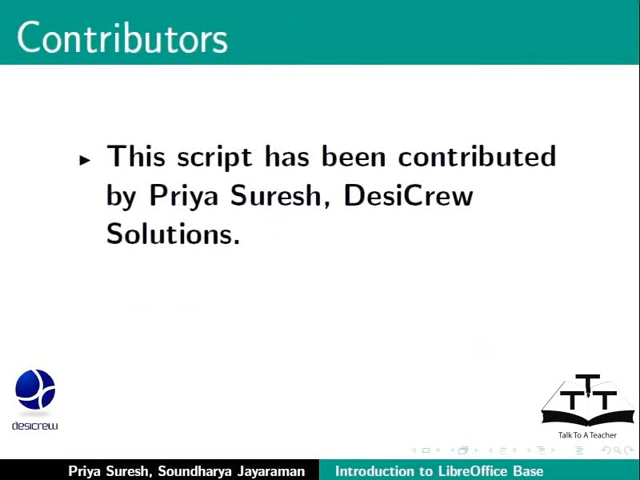 Contributors
This script has been contributed
by Priya Suresh, DesiCrew
Solutions.
desicrew
TTT
Talk To A Teacher
Priya Suresh, Soundharya Jayaraman
Introduction to LibreOffice Base